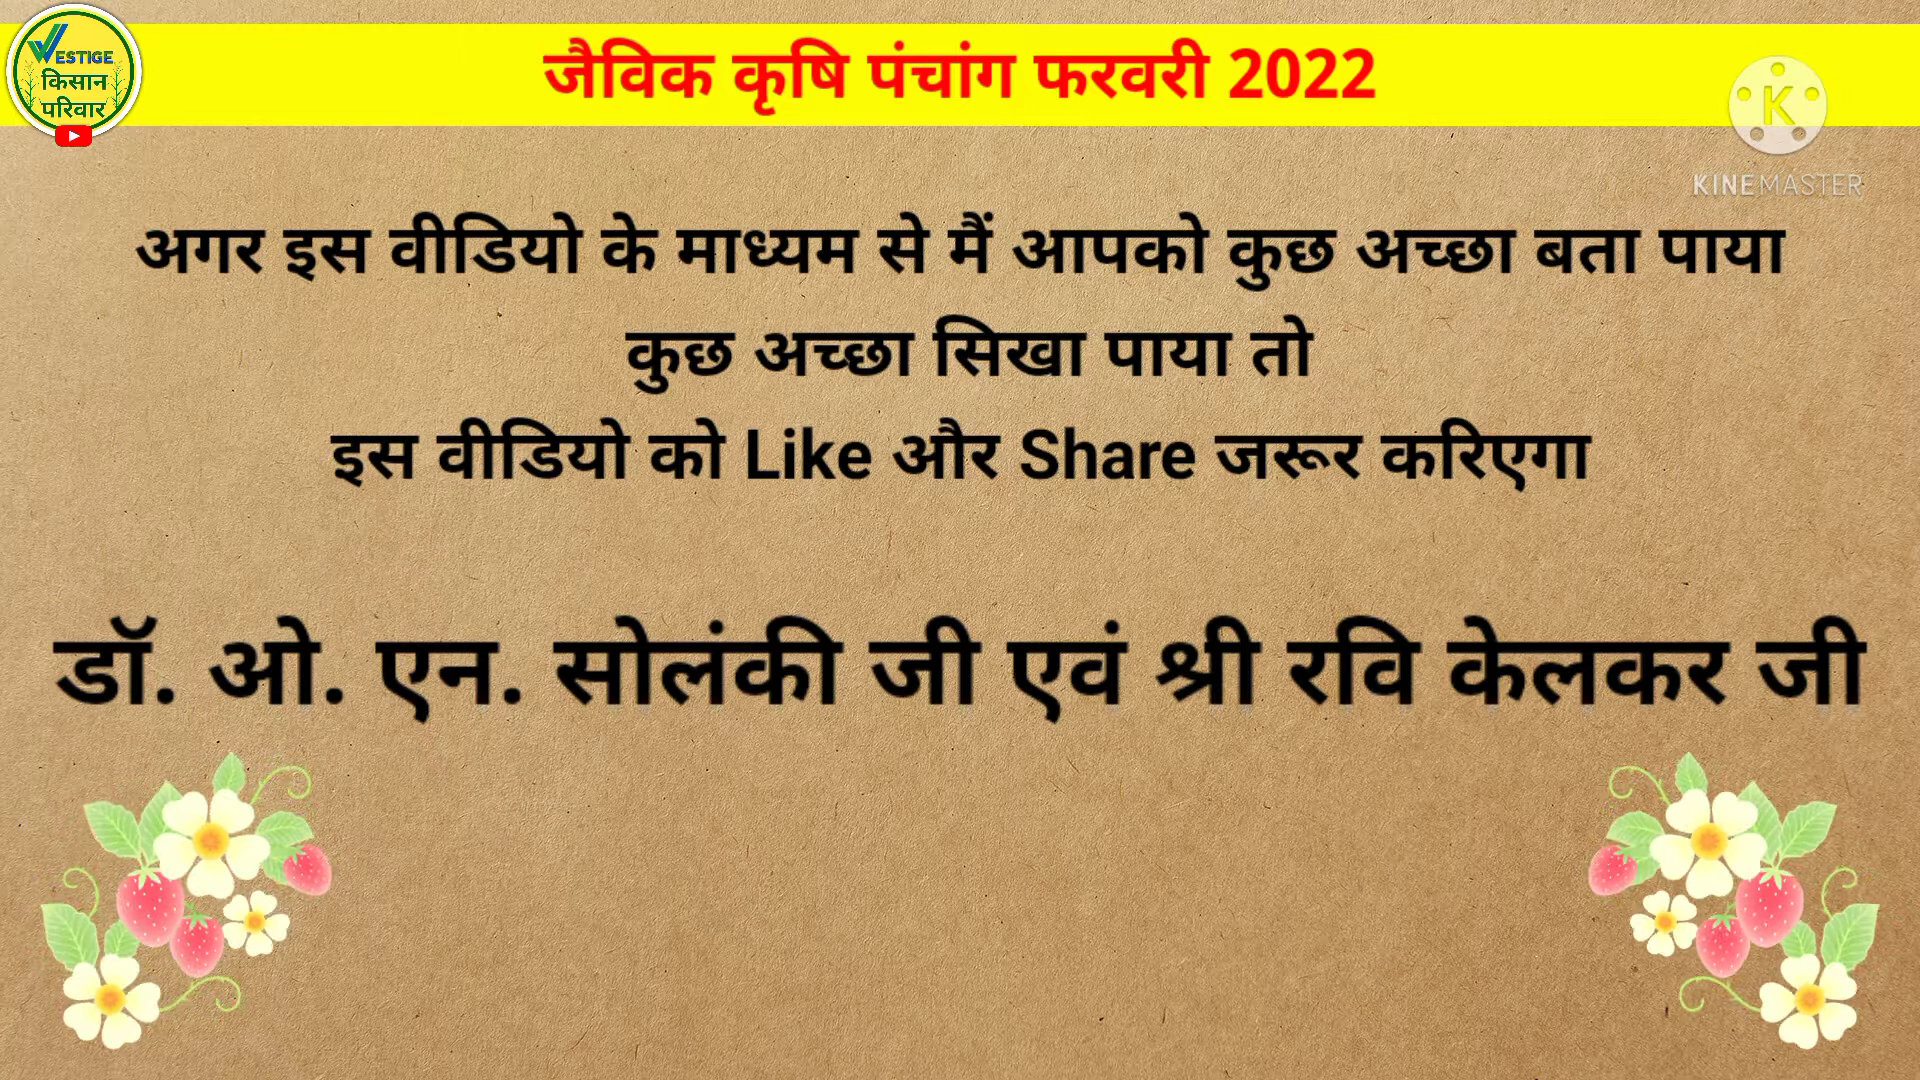 VESTIGE
किसान
परिवार
जैविक कृषि पंचांग फरवरी 2022
K
KINEMASTER
अगर इस वीडियो के माध्यम से मैं आपको कुछ अच्छा बता पाया
कुछ अच्छा सिखा पाया तो
इस वीडियो को Like और Share जरूर करिएगा
डॉ. ओ. एन. सोलंकी जी एवं श्री रवि केलकर जी